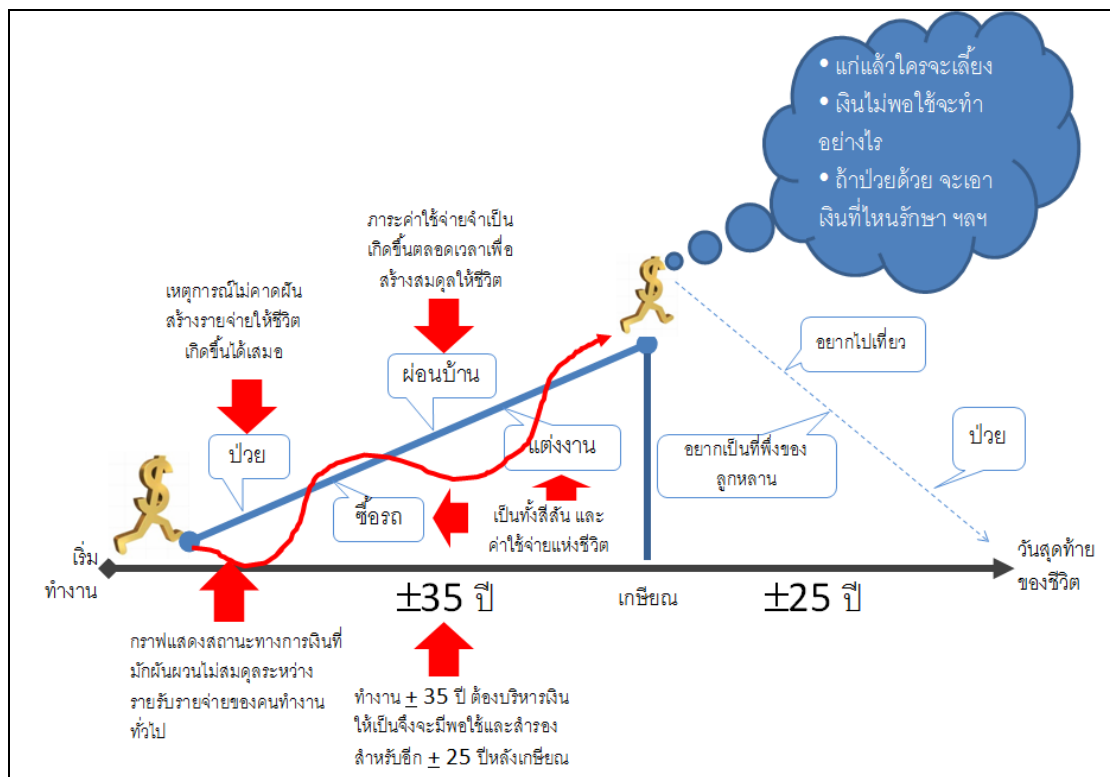 • แก่แล้วใครจะเลี้ยง
• เงินไม่พอใช้จะทำ
อย่างไร
• ถ้าป่วยด้วย จะเอา
เงินที่ไหนรักษา ฯลฯ
ภาระค่าใช้จ่ายจำเป็น
เกิดขึ้นตลอดเวลาเพื่อ
สร้างสมดุลให้ชีวิต
เหตุการณ์ไม่คาดฝัน
สร้างรายจ่ายให้ชีวิต
เกิดขึ้นได้เสมอ
ผ่อนบ้าน
ป่วย
แต่งงาน
ซื้อรถ
เป็นทั้งสีสัน และ
ค่าใช้จ่ายแห่งชีวิต
อยากไปเที่ยว
อยากเป็นที่พึ่งของ
ลูกหลาน
ป่วย
เริ่ม
ทำงาน
±35 ปี
เกษียณ
±25 ปี
วันสุดท้าย
ของชีวิต
กราฟแสดงสถานะทางการเงินที่
มักผันผวนไม่สมดุลระหว่าง
รายรับรายจ่ายของคนทำงาน
ทั่วไป
ทำงาน ± 35 ปี ต้องบริหารเงิน
ให้เป็นจึงจะมีพอใช้และสำรอง
สำหรับอีก ± 25 ปีหลังเกษียณ